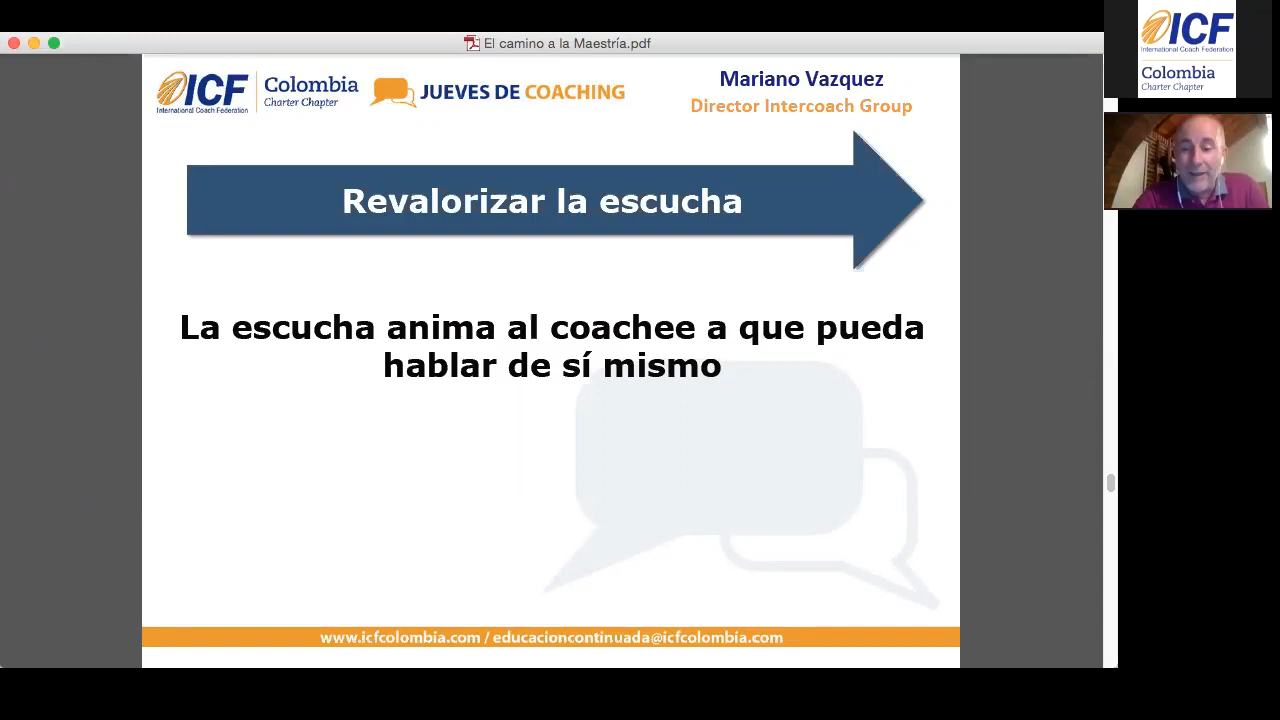 El camino a la Maestría.pdf
ICF
International Coach Federation
Colombia
Charter Chapter
JUEVES DE COACHING
Mariano Vazquez
Director Intercoach Group
Revalorizar la escucha
La escucha anima al coachee a que pueda
hablar de sí mismo
www.icfcolombia.com / educacioncontinuada@icfcolombia.com
ICF
International Coach Federation
Colombia
Charter Chapter